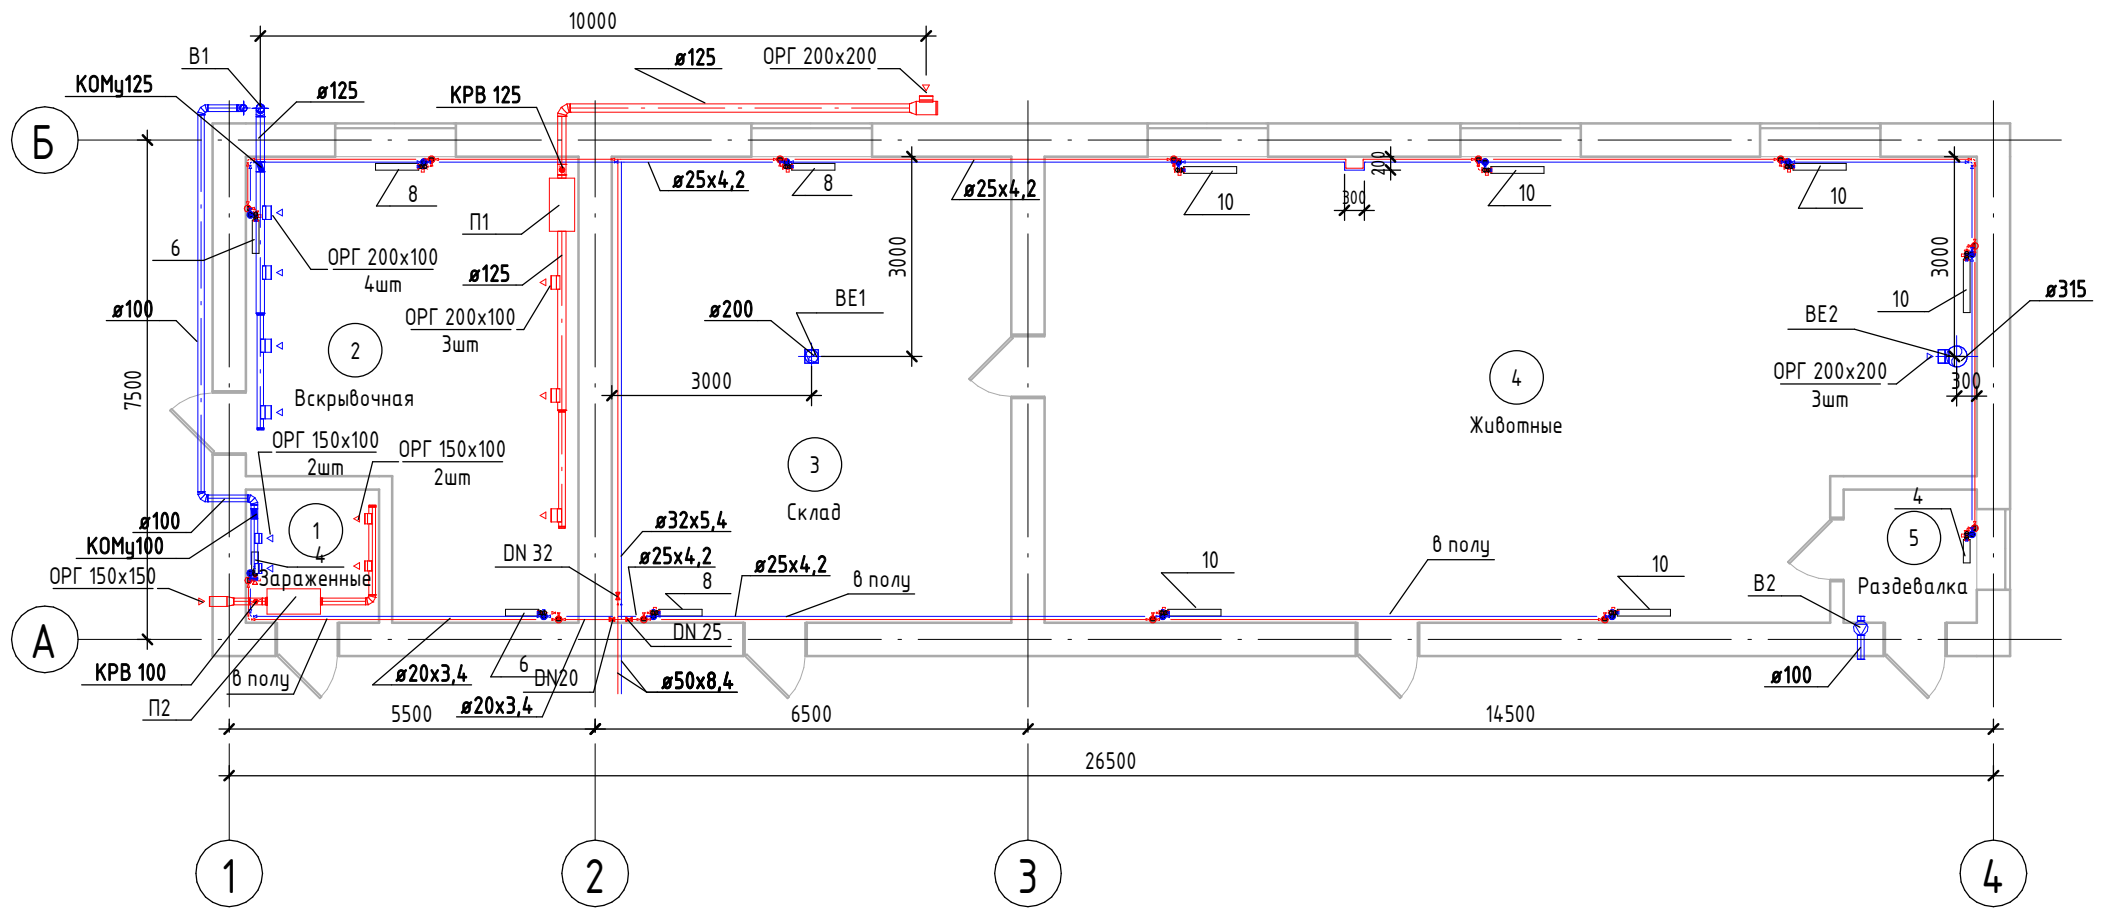 10000
В1
ø125
ОРГ 200x200
КОМу125
ø125
КРВ 125
Б
200
8
ø25x4,2
8
ø25x4,2
10
300
10
10
П1
6
ОРГ 200x100
4шт
ø125
3000
3000
ø100
ОРГ 200x100
3шт
ø200
ВЕ1
10
ø315
ВЕ2
2
3000
4
ОРГ 200x200
3шт
300
7500
Вскрывочная
Животные
ОРГ 150x100
2шт
ОРГ 150x100
2шт
3
Склад
4
ø100
1
4
ø32x5,4
5
КОМу100
DN 32
ø25x4,2
8
ø25x4,2
в полу
10
в полу
10
ОРГ 150x150
Зараженные
В2
Раздевалка
А
DN 25
КРВ 100
в полу
ø20x3,4
6
DN20
ø50x8,4
ø100
П2
ø20x3,4
5500
6500
14500
26500
1
2
3
4